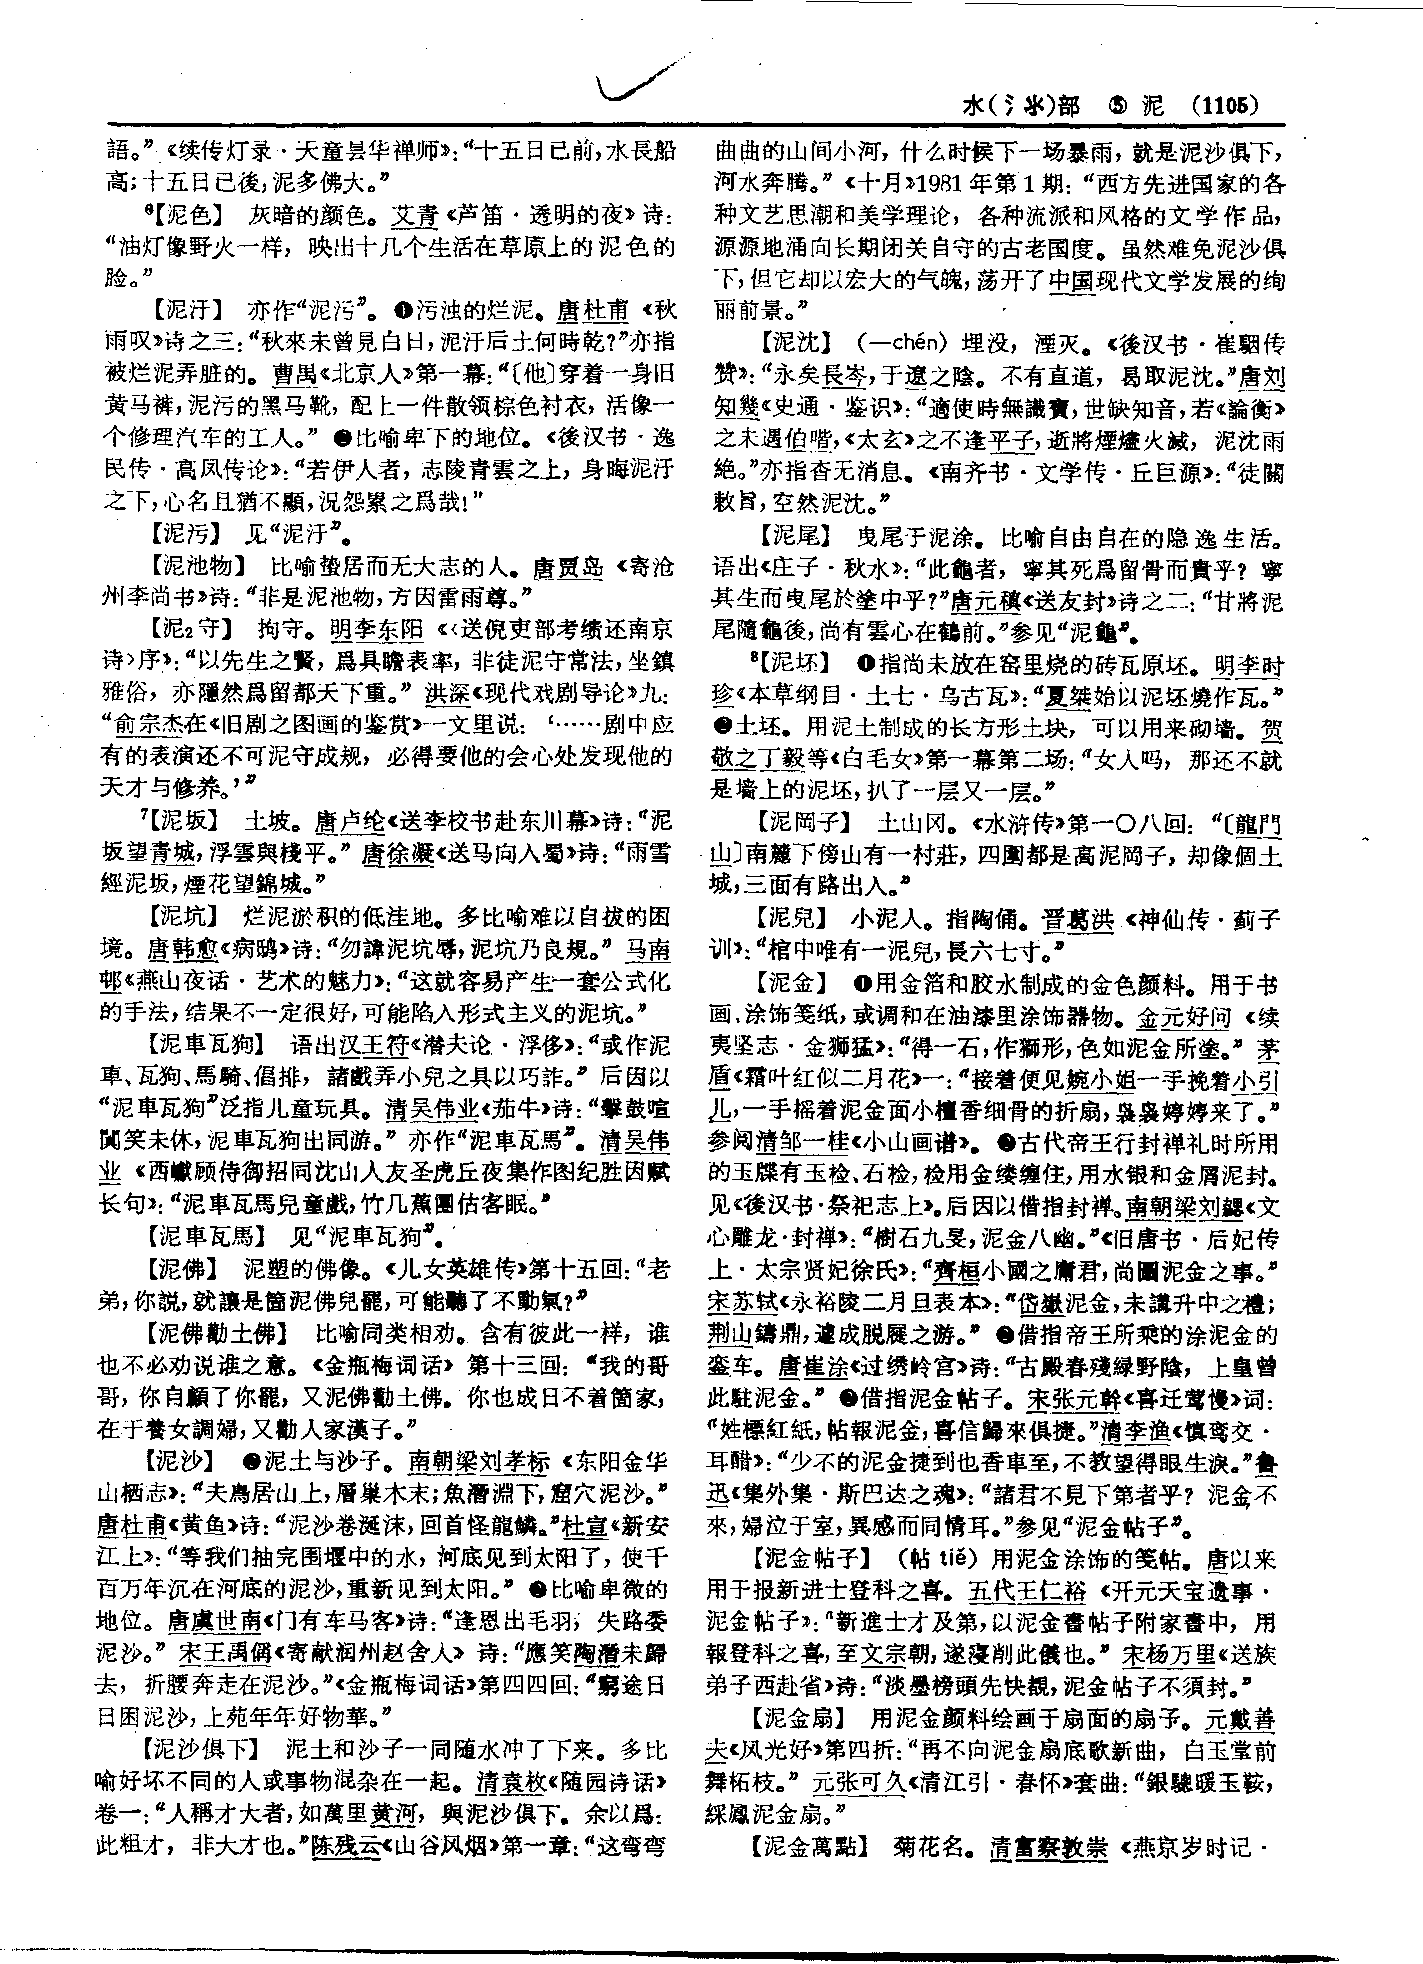 水(氵氺)部 ⑤ 泥 (1105)
語。”《续传灯录·天童昙华禅师》：“十五日已前，水長船
高；十五日已後，泥多佛大。”
⁶【泥色】 灰暗的颜色。艾青《芦笛·透明的夜》诗：
“油灯像野火一样，映出十几个生活在草原上的泥色的
脸。”
【泥汙】 亦作“泥污”。❶污浊的烂泥。唐杜甫《秋
雨叹》诗之三：“秋來未曾見白日，泥汙后土何時乾？”亦指
被烂泥弄脏的。曹禺《北京人》第一幕：“〔他〕穿着一身旧
黄马裤，泥污的黑马靴，配上一件散领棕色衬衣，活像一
个修理汽车的工人。”❷比喻卑下的地位。《後汉书·逸
民传·高凤传论》：“若伊人者，志陵青雲之上，身晦泥汙
之下，心名且猶不顯，況怨累之爲哉！”
【泥污】 见“泥汙”。
【泥池物】 比喻蛰居而无大志的人。唐贾岛《寄沧
州李尚书》诗：“非是泥池物，方因雷雨尊。”
【泥₂守】 拘守。明李东阳《〈送倪吏部考绩还南京
诗〉序》：“以先生之賢，爲具瞻表率，非徒泥守常法，坐鎮
雅俗，亦隱然爲留都天下重。”洪深《现代戏剧导论》九：
“俞宗杰在《旧剧之图画的鉴赏》一文里说：‘……剧中应
有的表演还不可泥守成规，必得要他的会心处发现他的
天才与修养。’”
⁷【泥坂】 土坡。唐卢纶《送李校书赴东川幕》诗：“泥
坂望青城，浮雲與棧平。”唐徐凝《送马向入蜀》诗：“雨雪
經泥坂，煙花望錦城。”
【泥坑】 烂泥淤积的低洼地。多比喻难以自拔的困
境。唐韩愈《病鸱》诗：“勿諱泥坑辱，泥坑乃良規。”马南
邨《燕山夜话·艺术的魅力》：“这就容易产生一套公式化
的手法，结果不一定很好，可能陷入形式主义的泥坑。”
【泥車瓦狗】 语出汉王符《潜夫论·浮侈》：“或作泥
車、瓦狗、馬騎、倡排，諸戲弄小兒之具以巧詐。”后因以
“泥車瓦狗”泛指儿童玩具。清吴伟业《茄牛》诗：“擊鼓喧
闐笑未休，泥車瓦狗出同游。”亦作“泥車瓦馬”。清吴伟
业《西巘顾侍御招同沈山人友圣虎丘夜集作图纪胜因赋
长句》：“泥車瓦馬兒童戲，竹几蕉團估客眠。”
【泥車瓦馬】 见“泥車瓦狗”。
【泥佛】 泥塑的佛像。《儿女英雄传》第十五回：“老
弟，你説，就讓是箇泥佛兒罷，可能聽了不動氣？”
【泥佛勸土佛】 比喻同类相劝。含有彼此一样，谁
也不必劝说谁之意。《金瓶梅词话》第十三回：“我的哥
哥，你自顧了你罷，又泥佛勸土佛。你也成日不着箇家，
在于養女調婦，又勸人家漢子。”
【泥沙】 ❶泥土与沙子。南朝梁刘孝标《东阳金华
山栖志》：“夫鳥居山上，層巢木末；魚潛淵下，窟穴泥沙。”
唐杜甫《黄鱼》诗：“泥沙卷涎沫，回首怪龍鱗。”杜宣《新安
江上》：“等我们抽完围堰中的水，河底见到太阳了，使千
百万年沉在河底的泥沙，重新见到太阳。”❷比喻卑微的
地位。唐虞世南《门有车马客》诗：“逢恩出毛羽，失路委
泥沙。”宋王禹偁《寄献润州赵舍人》诗：“應笑陶潛未歸
去，折腰奔走在泥沙。”《金瓶梅词话》第四四回：“窮途日
日困泥沙，上苑年年好物華。”
【泥沙俱下】 泥土和沙子一同随水冲了下来。多比
喻好坏不同的人或事物混杂在一起。清袁枚《随园诗话》
卷一：“人稱才大者，如萬里黄河，與泥沙俱下。余以爲：
此粗才，非大才也。”陈残云《山谷风烟》第一章：“这弯弯
曲曲的山间小河，什么时候下一场暴雨，就是泥沙俱下，
河水奔腾。”《十月》1981年第1期：“西方先进国家的各
种文艺思潮和美学理论，各种流派和风格的文学作品，
源源地涌向长期闭关自守的古老国度。虽然难免泥沙俱
下，但它却以宏大的气魄，荡开了中国现代文学发展的绚
丽前景。”
【泥沈】 (—chén) 埋没，湮灭。《後汉书·崔駰传
赞》：“永矣長岑，于遼之陰。不有直道，曷取泥沈。”唐刘
知幾《史通·鉴识》：“適使時無識寶，世缺知音，若《論衡》
之未遇伯喈，《太玄》之不逢平子，逝將煙燼火滅，泥沈雨
絶。”亦指杳无消息。《南齐书·文学传·丘巨源》：“徒關
敕旨，空然泥沈。”
【泥尾】 曳尾于泥涂。比喻自由自在的隐逸生活。
语出《庄子·秋水》：“此龜者，寧其死爲留骨而貴乎？寧
其生而曳尾於塗中乎？”唐元稹《送友封》诗之二：“甘將泥
尾隨龜後，尚有雲心在鶴前。”参见“泥龜”。
⁸【泥坯】 ❶指尚未放在窑里烧的砖瓦原坯。明李时
珍《本草纲目·土七·乌古瓦》：“夏桀始以泥坯燒作瓦。”
❷土坯。用泥土制成的长方形土块，可以用来砌墙。贺
敬之丁毅等《白毛女》第一幕第二场：“女人吗，那还不就
是墙上的泥坯，扒了一层又一层。”
【泥岡子】 土山冈。《水浒传》第一〇八回：“〔龍門
山〕南麓下傍山有一村莊，四圍都是高泥岡子，却像個土
城，三面有路出入。”
【泥兒】 小泥人。指陶俑。晋葛洪《神仙传·蓟子
训》：“棺中唯有一泥兒，長六七寸。”
【泥金】 ❶用金箔和胶水制成的金色颜料。用于书
画、涂饰笺纸，或调和在油漆里涂饰器物。金元好问《续
夷坚志·金狮猛》：“得一石，作獅形，色如泥金所塗。”茅
盾《霜叶红似二月花》一：“接着便见婉小姐一手挽着小引
儿，一手摇着泥金面小檀香细骨的折扇，袅袅婷婷来了。”
参阅清邹一桂《小山画谱》。❷古代帝王行封禅礼时所用
的玉牒有玉检、石检，检用金缕缠住，用水银和金屑泥封。
见《後汉书·祭祀志上》。后因以借指封禅。南朝梁刘勰《文
心雕龙·封禅》：“樹石九旻，泥金八幽。”《旧唐书·后妃传
上·太宗贤妃徐氏》：“齊桓小國之庸君，尚圖泥金之事。”
宋苏轼《永裕陵二月旦表本》：“岱嶽泥金，未講升中之禮；
荆山鑄鼎，遽成脱屣之游。”❸借指帝王所乘的涂泥金的
銮车。唐崔涂《过绣岭宫》诗：“古殿春殘緑野陰，上皇曾
此駐泥金。”❹借指泥金帖子。宋张元幹《喜迁莺慢》词：
“姓標紅紙，帖報泥金，喜信歸來俱捷。”清李渔《慎鸾交·
耳醋》：“少不的泥金捷到也香車至，不教望得眼生淚。”鲁
迅《集外集·斯巴达之魂》：“諸君不見下第者乎？泥金不
來，婦泣于室，異感而同情耳。”参见“泥金帖子”。
【泥金帖子】 (帖 tiě) 用泥金涂饰的笺帖。唐以来
用于报新进士登科之喜。五代王仁裕《开元天宝遗事·
泥金帖子》：“新進士才及第，以泥金書帖子附家書中，用
報登科之喜，至文宗朝，遂寖削此儀也。”宋杨万里《送族
弟子西赴省》诗：“淡墨榜頭先快覩，泥金帖子不須封。”
【泥金扇】 用泥金颜料绘画于扇面的扇子。元戴善
夫《风光好》第四折：“再不向泥金扇底歌新曲，白玉堂前
舞柘枝。”元张可久《清江引·春怀》套曲：“銀驄暖玉鞍，
綵鳳泥金扇。”
【泥金萬點】 菊花名。清富察敦崇《燕京岁时记·